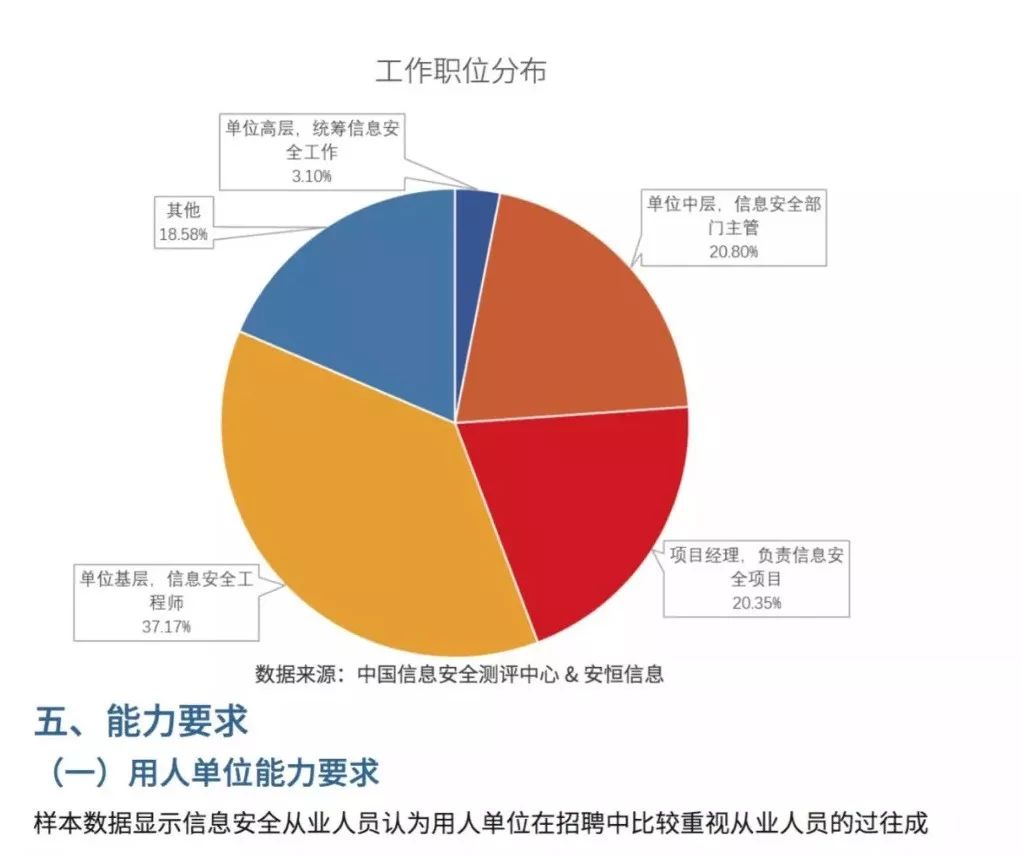 工作职位分布
单位高层，统筹信息安
全工作
3.10%
其他
18.58%
单位中层，信息安全部
门主管
20.80%
单位基层，信息安全工
程师
37.17%
项目经理，负责信息安
全项目
20.35%
数据来源：中国信息安全测评中心 & 安恒信息
五、能力要求
（一）用人单位能力要求
样本数据显示信息安全从业人员认为用人单位在招聘中比较重视从业人员的过往成